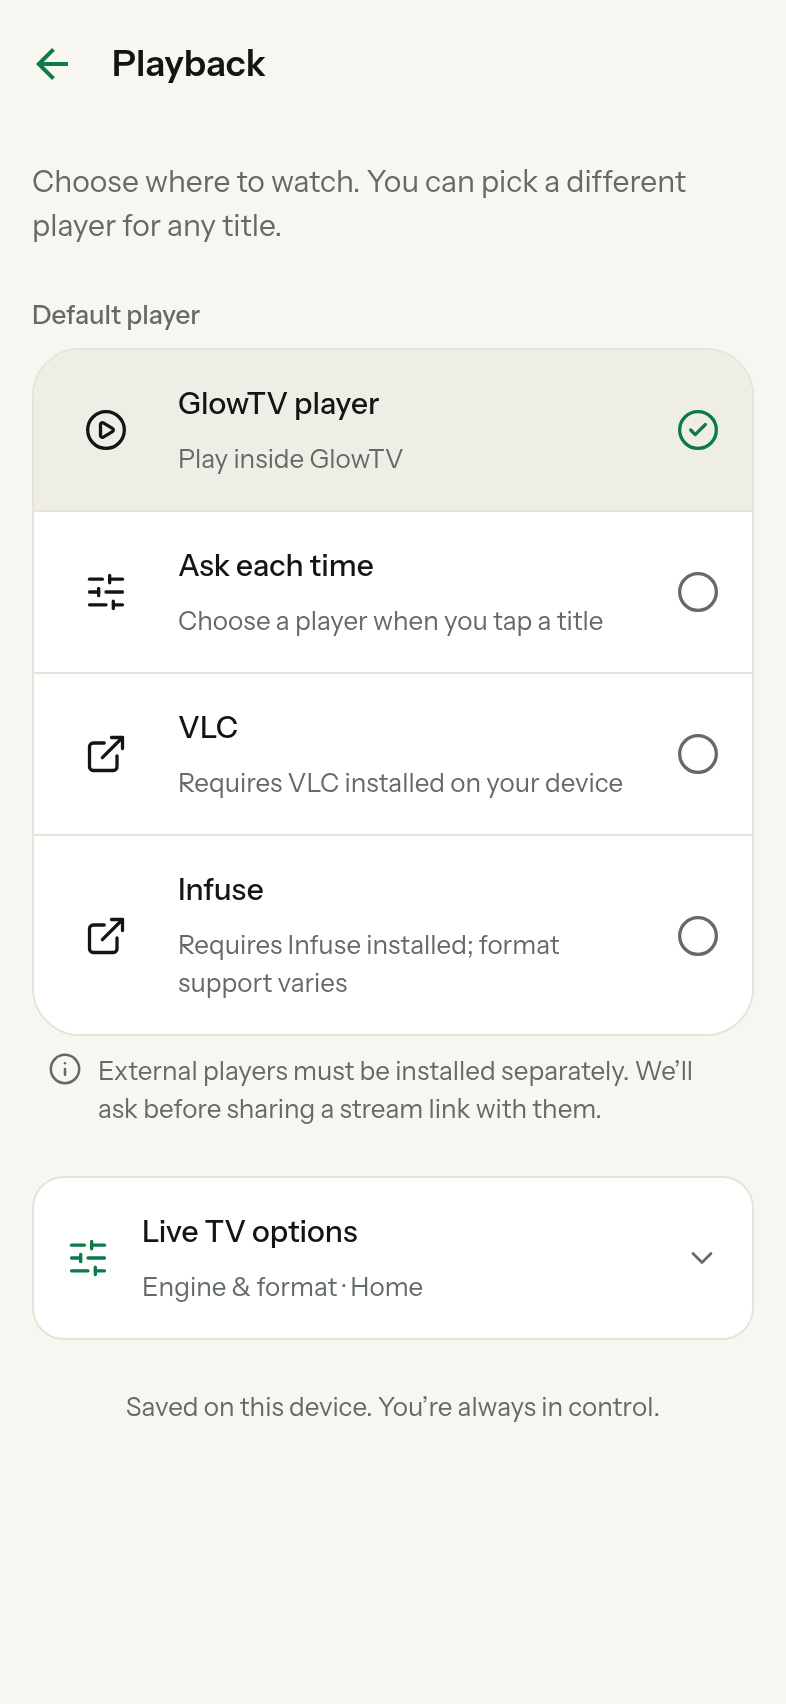 Playback
Choose where to watch. You can pick a different
player for any title.
Default player
GlowTV player
Play inside GlowTV
Ask each time
Choose a player when you tap a title
VLC
Requires VLC installed on your device
Infuse
Requires Infuse installed; format
support varies
External players must be installed separately. We’ll
ask before sharing a stream link with them.
Live TV options
Engine & format · Home
Saved on this device. You’re always in control.